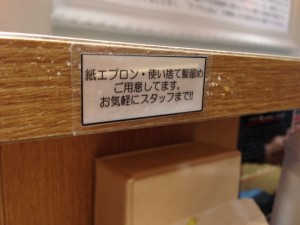 紙エプロン・使い捨て髪留め
ご用意してます。
お気軽にスタッフまで!!